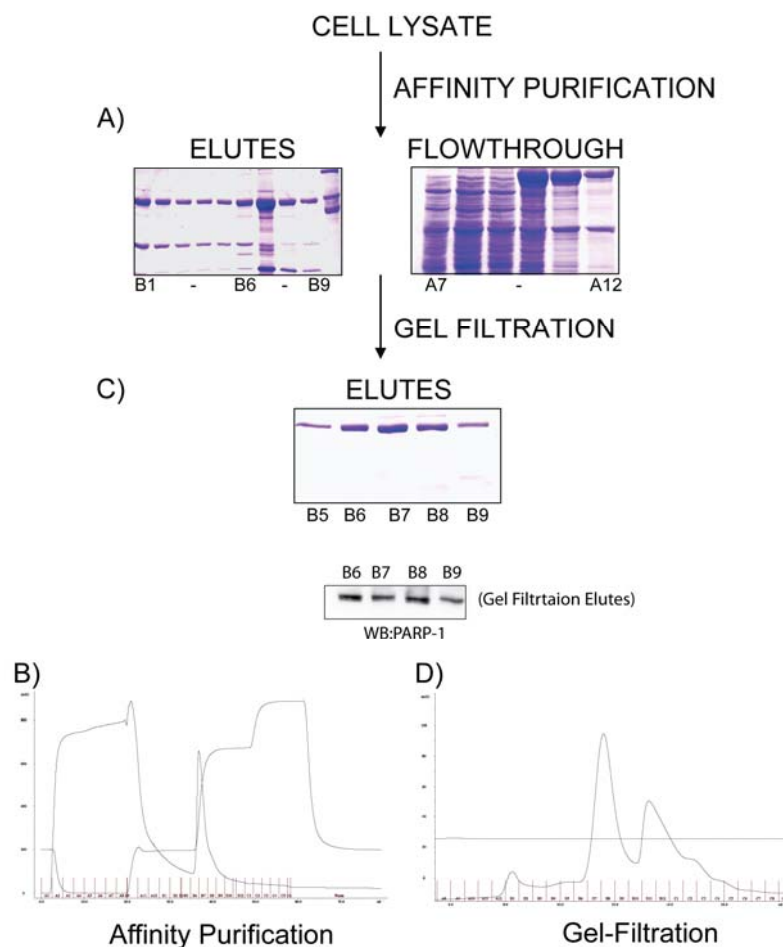 CELL LYSATE
AFFINITY PURIFICATION
A)
ELUTES
FLOWTHROUGH
B1 - B6 - B9
A7 - A12
GEL FILTRATION
C)
ELUTES
B5 B6 B7 B8 B9
B6 B7 B8 B9
(Gel Filtrtaion Elutes)
WB:PARP-1
B)
D)
Affinity Purification
Gel-Filtration